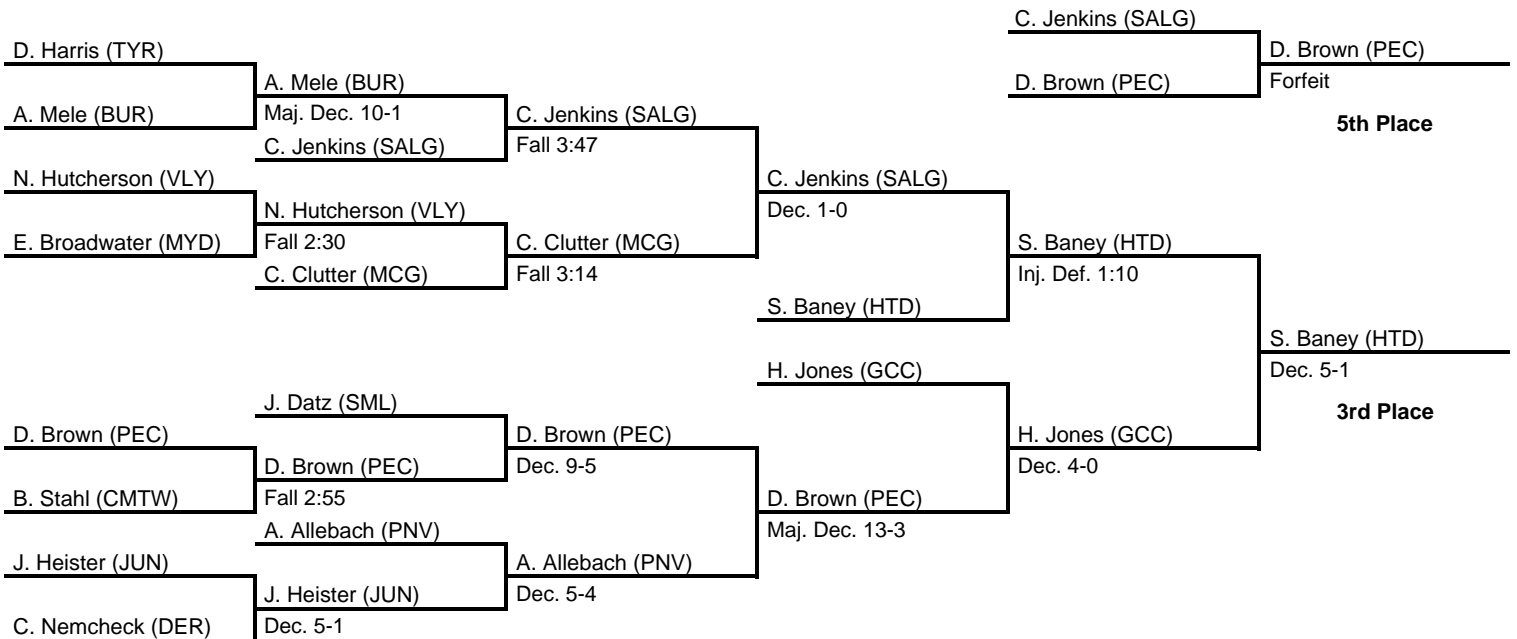 C. Jenkins (SALG)
D. Harris (TYR)
D. Brown (PEC)
A. Mele (BUR)
D. Brown (PEC)
Forfeit
A. Mele (BUR)
Maj. Dec. 10-1
C. Jenkins (SALG)
5th Place
C. Jenkins (SALG)
Fall 3:47
N. Hutcherson (VLY)
C. Jenkins (SALG)
N. Hutcherson (VLY)
Dec. 1-0
E. Broadwater (MYD)
Fall 2:30
C. Clutter (MCG)
S. Baney (HTD)
C. Clutter (MCG)
Fall 3:14
Inj. Def. 1:10
S. Baney (HTD)
S. Baney (HTD)
H. Jones (GCC)
Dec. 5-1
J. Datz (SML)
3rd Place
D. Brown (PEC)
D. Brown (PEC)
H. Jones (GCC)
D. Brown (PEC)
Dec. 9-5
Dec. 4-0
B. Stahl (CMTW)
Fall 2:55
D. Brown (PEC)
A. Allebach (PNV)
Maj. Dec. 13-3
J. Heister (JUN)
A. Allebach (PNV)
J. Heister (JUN)
Dec. 5-4
C. Nemcheck (DER)
Dec. 5-1